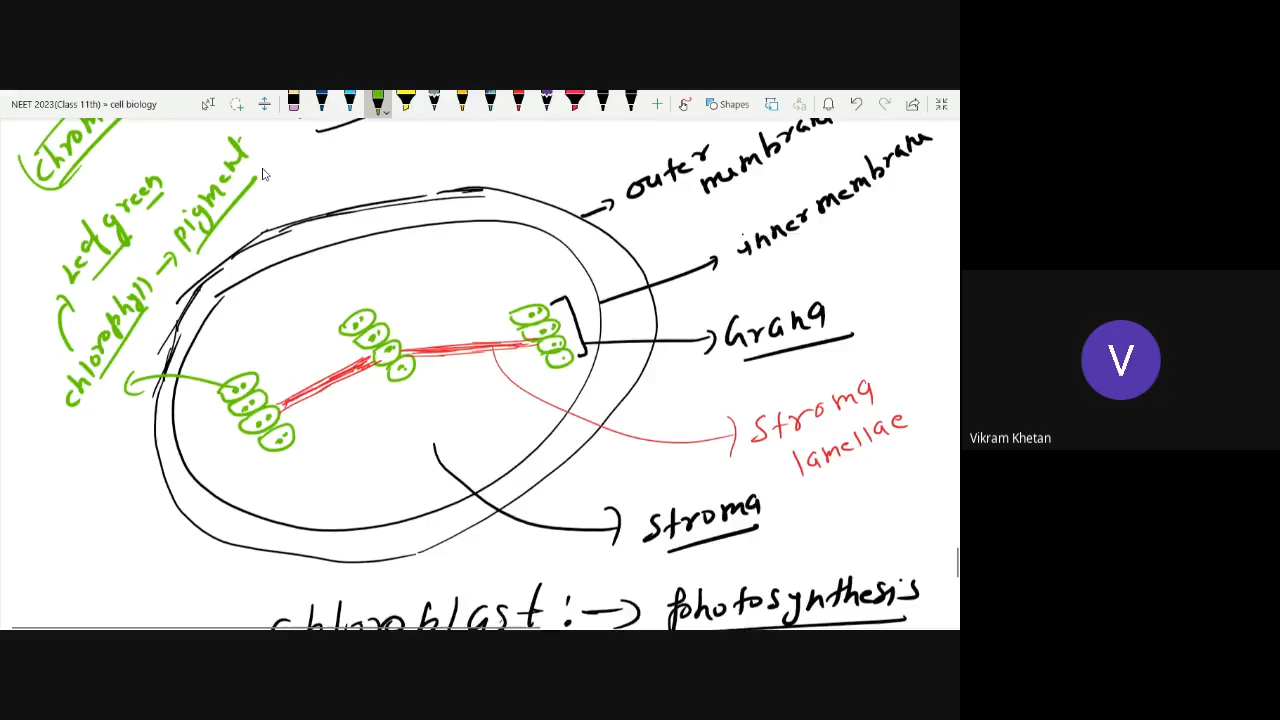 NEET 2023(Class 11th) » cell biology
Shapes
outer
membrane
inner membrane
pigment
Leaf green
chlorophyll
Grana
Stroma
lamellae
Stroma
chloroplast :→ photosynthesis
V
Vikram Khetan